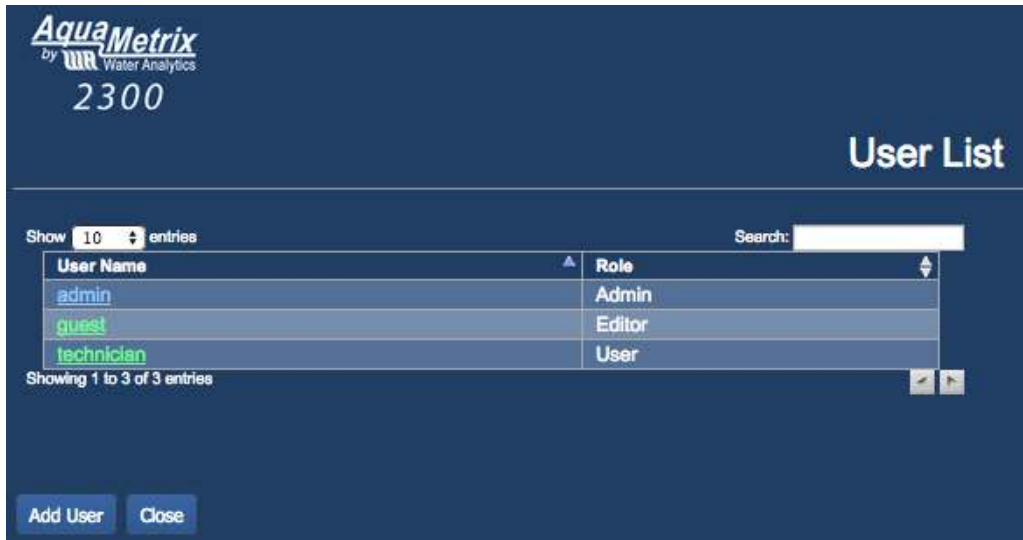 AquaMetrix
by WR Water Analytics
2300
User List
Show 10 entries Search:
User Name Role
admin Admin
guest Editor
technician User
Showing 1 to 3 of 3 entries
Add User Close